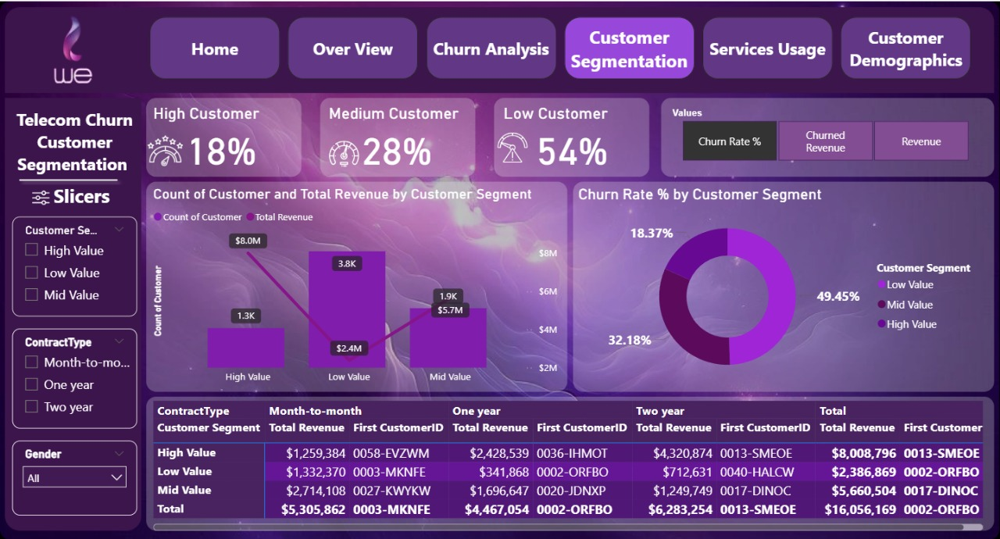 we
Home
Over View
Churn Analysis
Customer
Segmentation
Services Usage
Customer
Demographics
Telecom Churn
Customer
Segmentation
Slicers
Customer Se...
High Value
Low Value
Mid Value
ContractType
Month-to-mo...
One year
Two year
Gender
All
High Customer
18%
Medium Customer
28%
Low Customer
54%
Values
Churn Rate %
Churned
Revenue
Revenue
Count of Customer and Total Revenue by Customer Segment
Count of Customer Total Revenue
Count of Customer
$8.0M
1.3K
3.8K
$2.4M
1.9K
$5.7M
$8M
$6M
$4M
$2M
High Value Low Value Mid Value
Churn Rate % by Customer Segment
18.37%
49.45%
32.18%
Customer Segment
Low Value
Mid Value
High Value
ContractType Month-to-month One year Two year Total
Customer Segment Total Revenue First CustomerID Total Revenue First CustomerID Total Revenue First CustomerID Total Revenue First Customer
High Value $1,259,384 0058-EVZWM $2,428,539 0036-IHMOT $4,320,874 0013-SMEOE $8,008,796 0013-SMEOE
Low Value $1,332,370 0003-MKNFE $341,868 0002-ORFBO $712,631 0040-HALCW $2,386,869 0002-ORFBO
Mid Value $2,714,108 0027-KWYKW $1,696,647 0020-JDNXP $1,249,749 0017-DINOC $5,660,504 0017-DINOC
Total $5,305,862 0003-MKNFE $4,467,054 0002-ORFBO $6,283,254 0013-SMEOE $16,056,169 0002-ORFBO